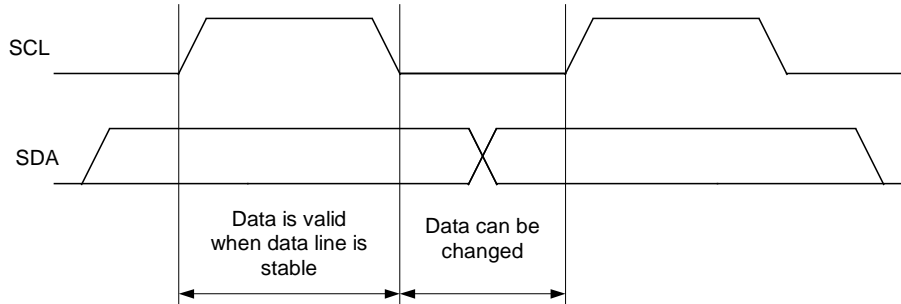 SCL
SDA
Data is valid
when data line is
stable
Data can be
changed